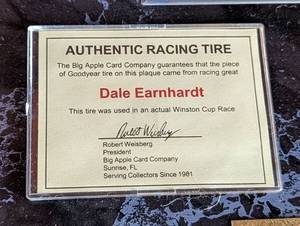 AUTHENTIC RACING TIRE
The Big Apple Card Company guarantees that the piece
of Goodyear tire on this plaque came from racing great
Dale Earnhardt
This tire was used in an actual Winston Cup Race
Robert Weisberg
Robert Weisberg
President
Big Apple Card Company
Sunrise, FL
Serving Collectors Since 1981